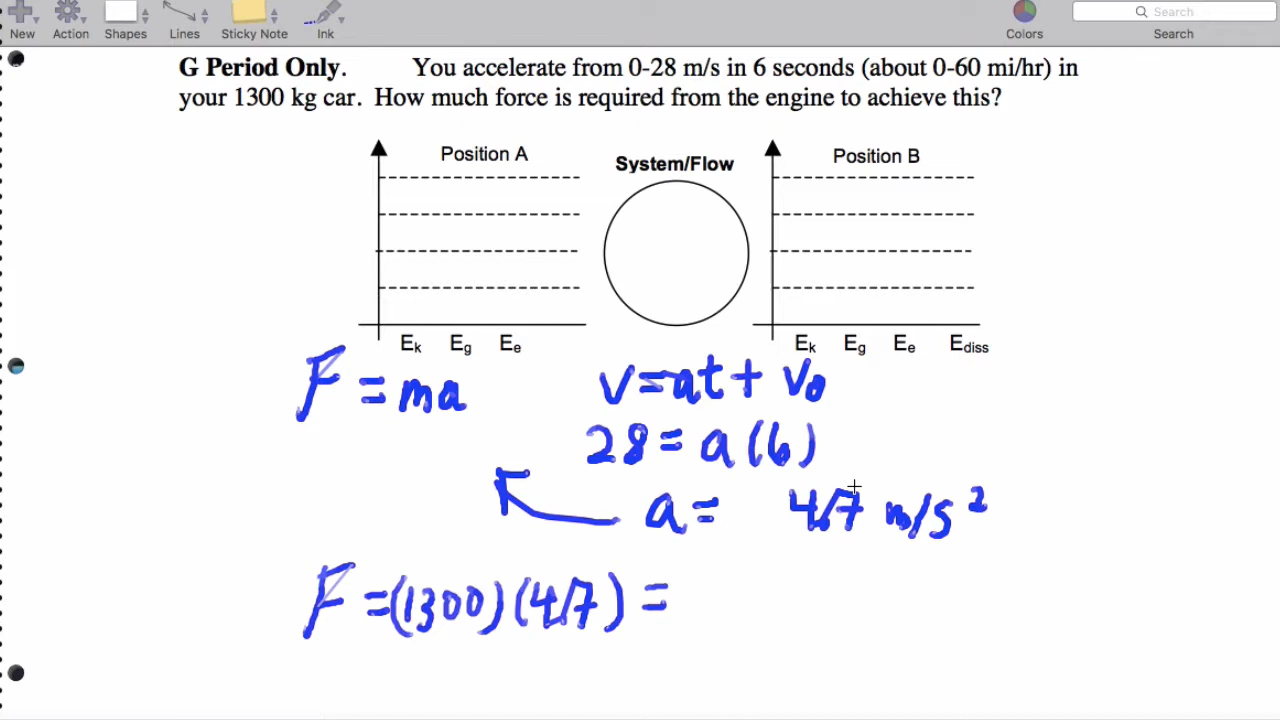 New Action Shapes Lines Sticky Note Ink Colors Search
Search
G Period Only. You accelerate from 0-28 m/s in 6 seconds (about 0-60 mi/hr) in
your 1300 kg car. How much force is required from the engine to achieve this?
Position A System/Flow Position B
Ek Eg Ee Ek Eg Ee Ediss
F = ma v = at + v0
28 = a(6)
a = 4.7 m/s²
F = (1300)(4.7) =